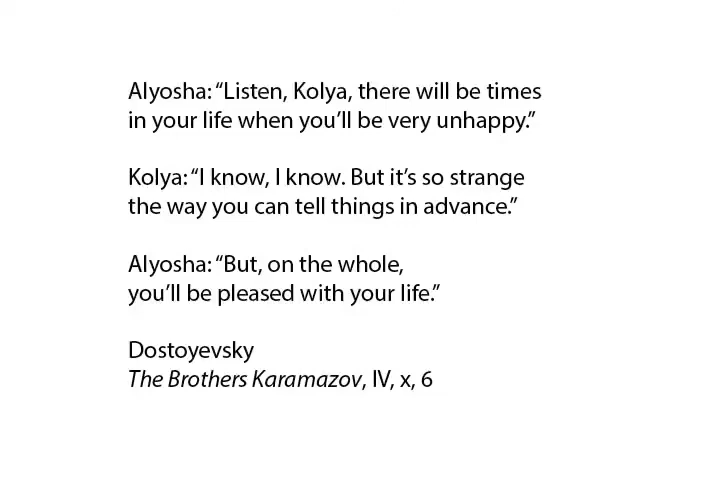 Alyosha: “Listen, Kolya, there will be times
in your life when you’ll be very unhappy.”
Kolya: “I know, I know. But it’s so strange
the way you can tell things in advance.”
Alyosha: “But, on the whole,
you’ll be pleased with your life.”
Dostoyevsky
The Brothers Karamazov, IV, x, 6